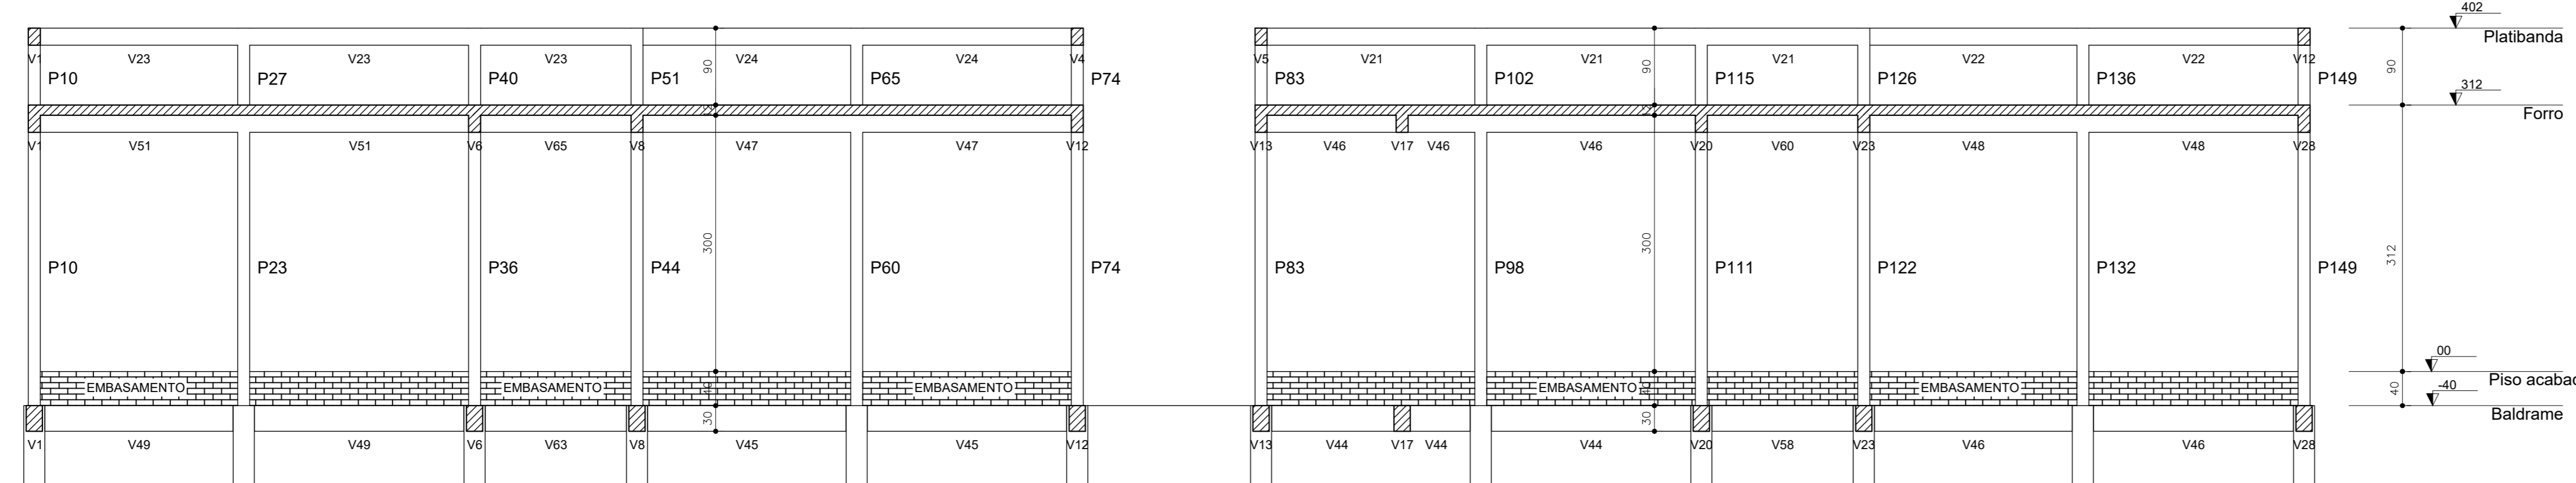 402
Platibanda
V1 V23 V23 V23 V24 V24 V4 V5 V21 V21 V21 V22 V22 V12
P10 P27 P40 P51 90 P65 P74 P83 P102 90 P115 P126 P136 P149 90
312
Forro
12 12
V1 V51 V51 V6 V65 V8 V47 V47 V12 V13 V46 V17 V46 V46 V20 V60 V23 V48 V48 V28
300 300 312
P10 P23 P36 P44 P60 P74 P83 P98 P111 P122 P132 P149
00
Piso acabad
EMBASAMENTO EMBASAMENTO 40 EMBASAMENTO EMBASAMENTO 40 EMBASAMENTO 40
-40
Baldrame
30 30
V1 V49 V49 V6 V63 V8 V45 V45 V12 V13 V44 V17 V44 V44 V20 V58 V23 V46 V46 V28